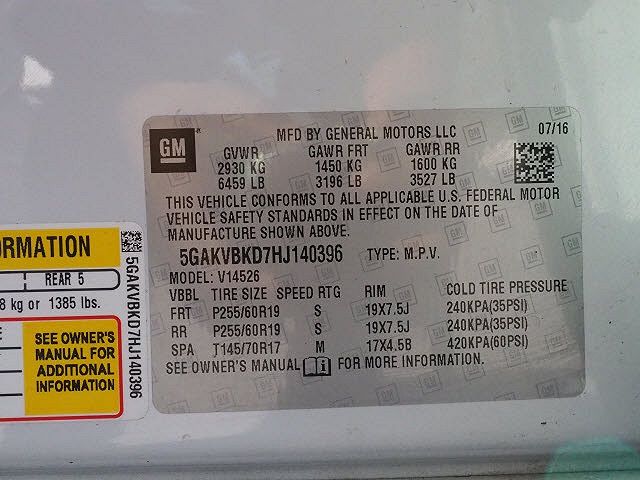 GM
MFD BY GENERAL MOTORS LLC 07/16
GVWR GAWR FRT GAWR RR
2930 KG 1450 KG 1600 KG
6459 LB 3196 LB 3527 LB
THIS VEHICLE CONFORMS TO ALL APPLICABLE U.S. FEDERAL MOTOR
VEHICLE SAFETY STANDARDS IN EFFECT ON THE DATE OF
MANUFACTURE SHOWN ABOVE.
5GAKVBKD7HJ140396 TYPE: M.P.V.
MODEL: V14526
VBBL TIRE SIZE SPEED RTG RIM COLD TIRE PRESSURE
FRT P255/60R19 S 19X7.5J 240KPA(35PSI)
RR P255/60R19 S 19X7.5J 240KPA(35PSI)
SPA T145/70R17 M 17X4.5B 420KPA(60PSI)
SEE OWNER'S MANUAL FOR MORE INFORMATION.
ORMATION
REAR 5
8 kg or 1385 lbs.
SEE OWNER'S
MANUAL FOR
ADDITIONAL
INFORMATION
5GAKVBKD7HJ140396